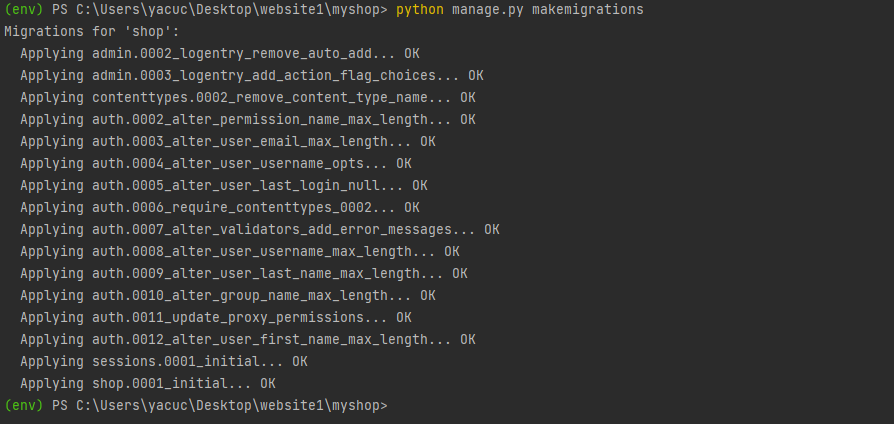 (env) PS C:\Users\yacuc\Desktop\website1\myshop> python manage.py makemigrations
Migrations for 'shop':
  Applying admin.0002_logentry_remove_auto_add... OK
  Applying admin.0003_logentry_add_action_flag_choices... OK
  Applying contenttypes.0002_remove_content_type_name... OK
  Applying auth.0002_alter_permission_name_max_length... OK
  Applying auth.0003_alter_user_email_max_length... OK
  Applying auth.0004_alter_user_username_opts... OK
  Applying auth.0005_alter_user_last_login_null... OK
  Applying auth.0006_require_contenttypes_0002... OK
  Applying auth.0007_alter_validators_add_error_messages... OK
  Applying auth.0008_alter_user_username_max_length... OK
  Applying auth.0009_alter_user_last_name_max_length... OK
  Applying auth.0010_alter_group_name_max_length... OK
  Applying auth.0011_update_proxy_permissions... OK
  Applying auth.0012_alter_user_first_name_max_length... OK
  Applying sessions.0001_initial... OK
  Applying shop.0001_initial... OK
(env) PS C:\Users\yacuc\Desktop\website1\myshop>